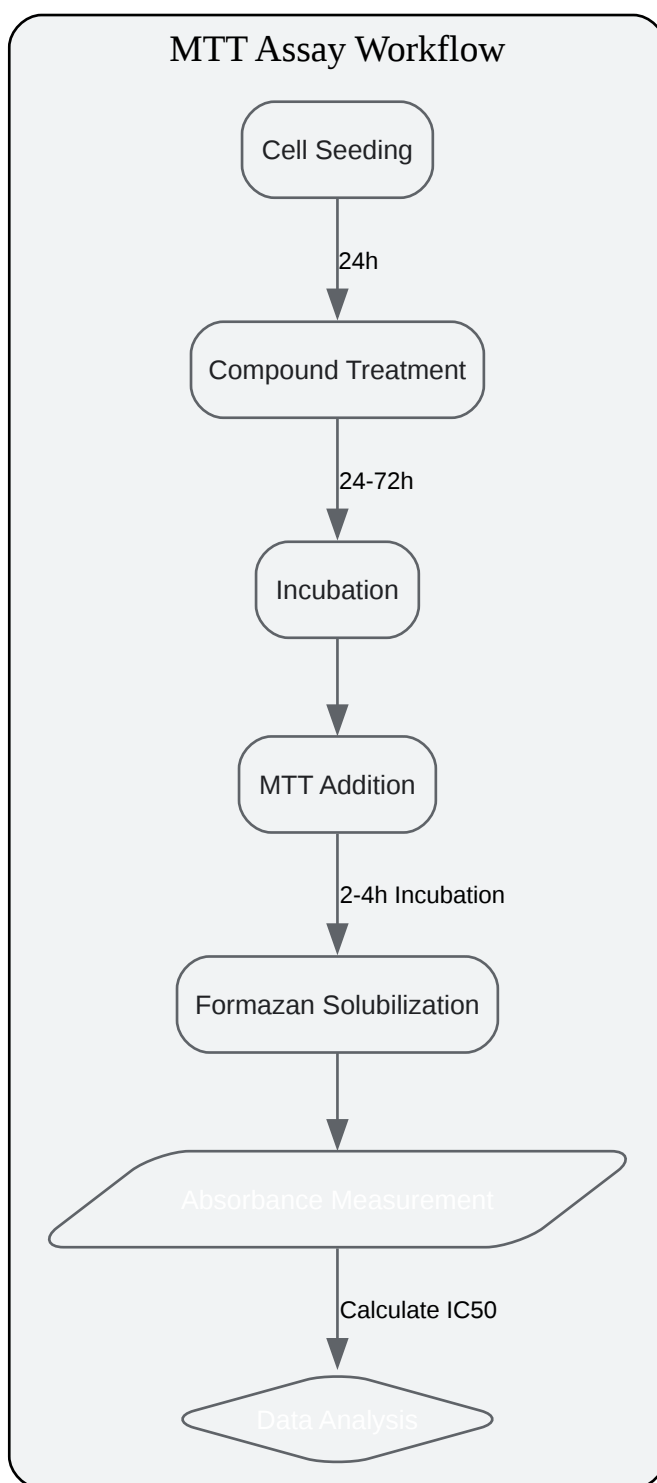 MTT Assay Workflow
Cell Seeding
24h
Compound Treatment
24-72h
Incubation
MTT Addition
2-4h Incubation
Formazan Solubilization
Absorbance Measurement
Calculate IC50
Data Analysis